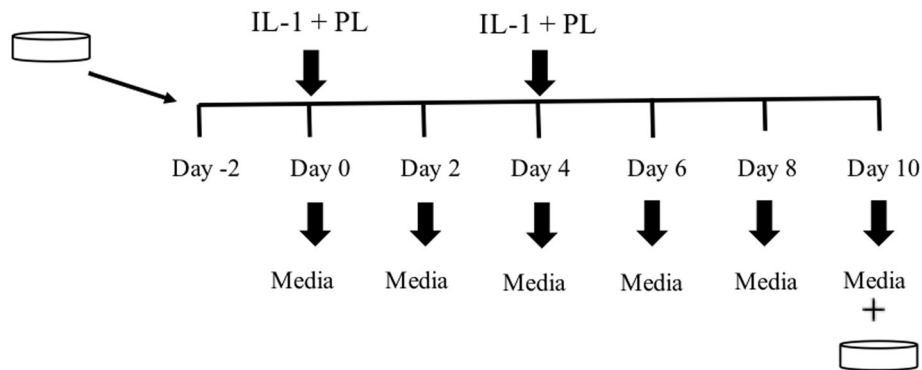 IL-1 + PL IL-1 + PL
Day -2 Day 0 Day 2 Day 4 Day 6 Day 8 Day 10
Media Media Media Media Media Media
+